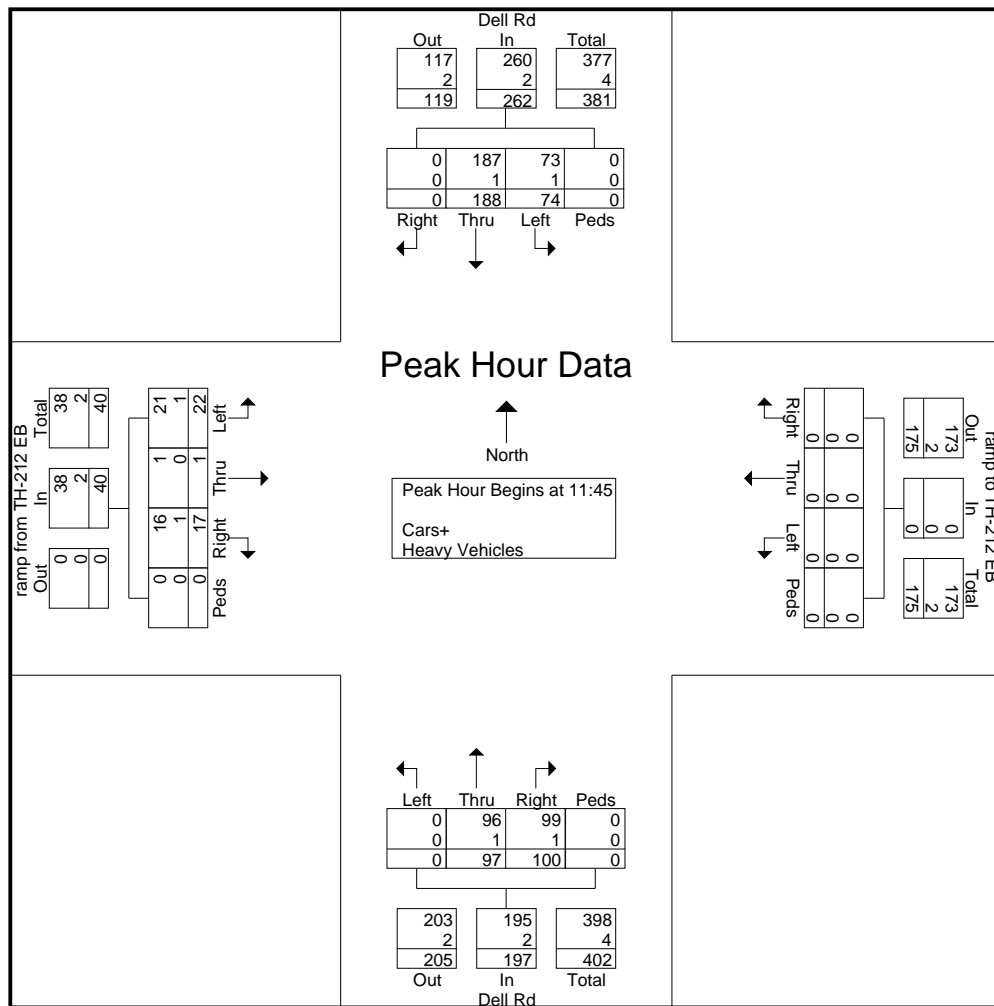 Dell Rd
Out In Total
117 260 377
2 2 4
119 262 381
0 187 73 0
0 1 1 0
0 188 74 0
Right Thru Left Peds
Peak Hour Data
North
Peak Hour Begins at 11:45
Cars+
Heavy Vehicles
ramp from TH-212 EB
Out In Total
0 38 38
0 2 2
0 40 40
0 16 1 21
0 1 0 1
0 17 1 22
Peds Right Thru Left
ramp to TH-212 EB
Out In Total
173 0 173
2 0 2
175 0 175
Right Thru Left Peds
0 0 0 0
0 0 0 0
0 0 0 0
Left Thru Right Peds
0 96 99 0
0 1 1 0
0 97 100 0
203 195 398
2 2 4
205 197 402
Out In Total
Dell Rd